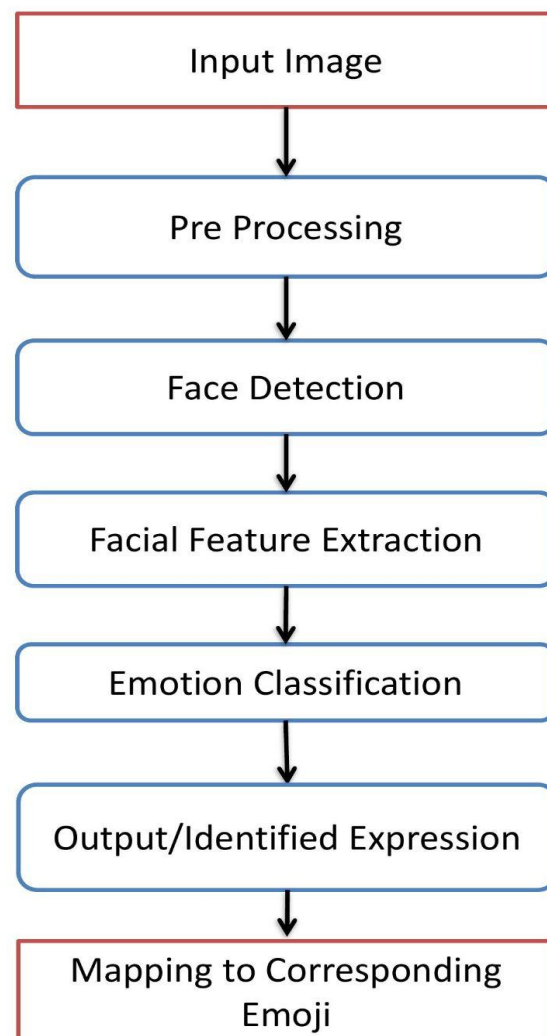 Input Image
Pre Processing
Face Detection
Facial Feature Extraction
Emotion Classification
Output/Identified Expression
Mapping to Corresponding
Emoji